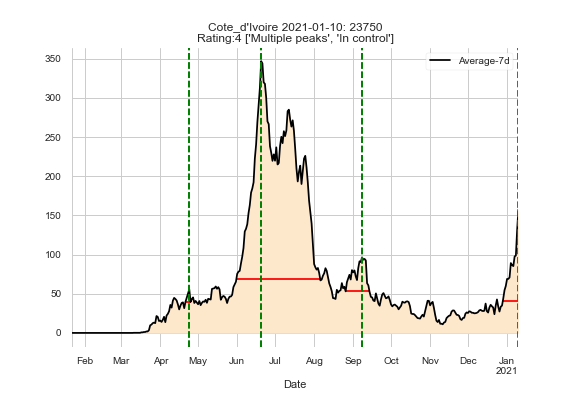 Cote_d'Ivoire 2021-01-10: 23750
Rating:4 ['Multiple peaks', 'In control']
Average-7d
350
300
250
200
150
100
50
0
Feb Mar Apr May Jun Jul Aug Sep Oct Nov Dec Jan
2021
Date